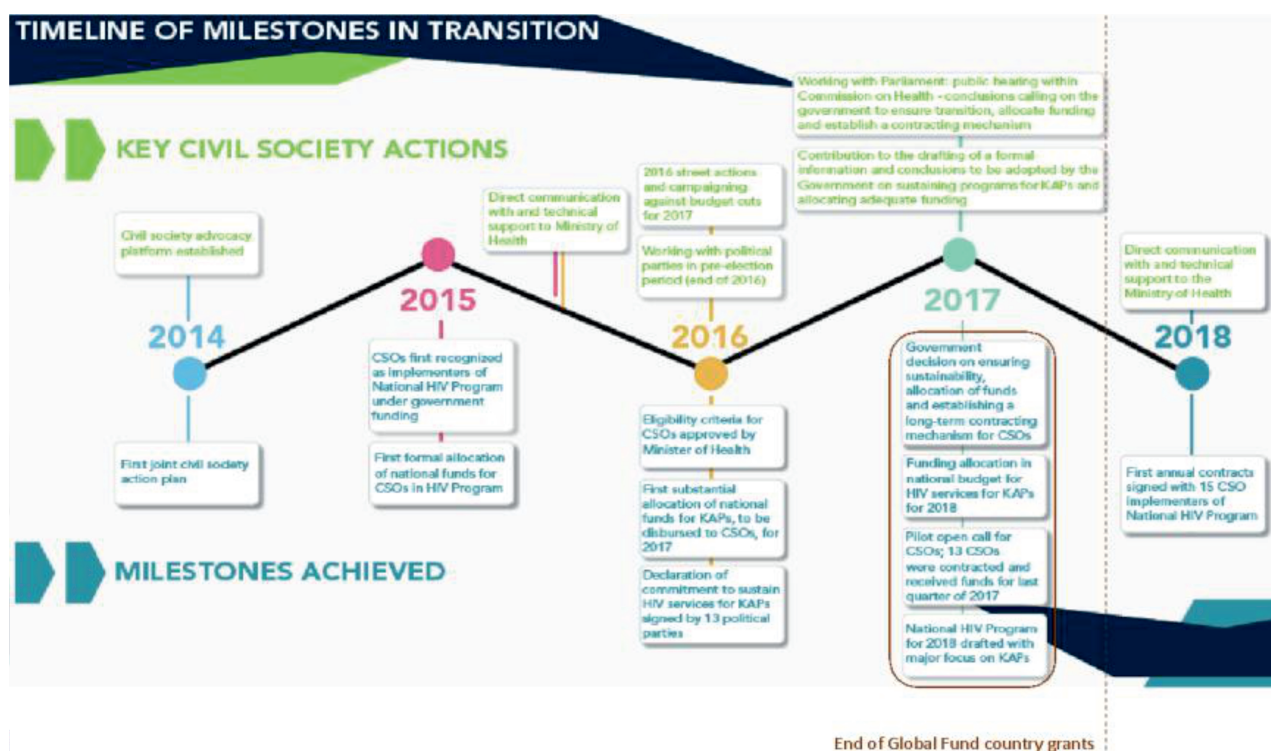 TIMELINE OF MILESTONES IN TRANSITION
KEY CIVIL SOCIETY ACTIONS
Civil society advocacy
platform established
2014
First joint civil society
action plan
2015
CSOs first recognized
as implementers of
National HIV Program
under government
funding
First formal allocation
of national funds for
CSOs in HIV Program
Direct communication
with and technical
support to Ministry of
Health
2016 street actions
and campaigning
against budget cuts
for 2017
Working with political
parties in pre-election
period (end of 2016)
2016
Eligibility criteria for
CSOs approved by
Minister of Health
First substantial
allocation of national
funds for KAPs, to be
disbursed to CSOs, for
2017
Declaration of
commitment to sustain
HIV services for KAPs
signed by 13 political
parties
Working with Parliament: public hearing within
Commission on Health - conclusions calling on the
government to ensure transition, allocate funding
and establish a contracting mechanism
Contribution to the drafting of a formal
information and conclusions to be adopted by the
Government on sustaining programs for KAPs and
allocating adequate funding
2017
Government
decision on ensuring
sustainability,
allocation of funds
and establishing a
long-term contracting
mechanism for CSOs
Funding allocation in
national budget for
HIV services for KAPs
for 2018
Pilot open call for
CSOs; 13 CSOs
were contracted and
received funds for last
quarter of 2017
National HIV Program
for 2018 drafted with
major focus on KAPs
Direct communication
with and technical
support to the
Ministry of Health
2018
First annual contracts
signed with 15 CSO
implementers of
National HIV Program
MILESTONES ACHIEVED
End of Global Fund country grants